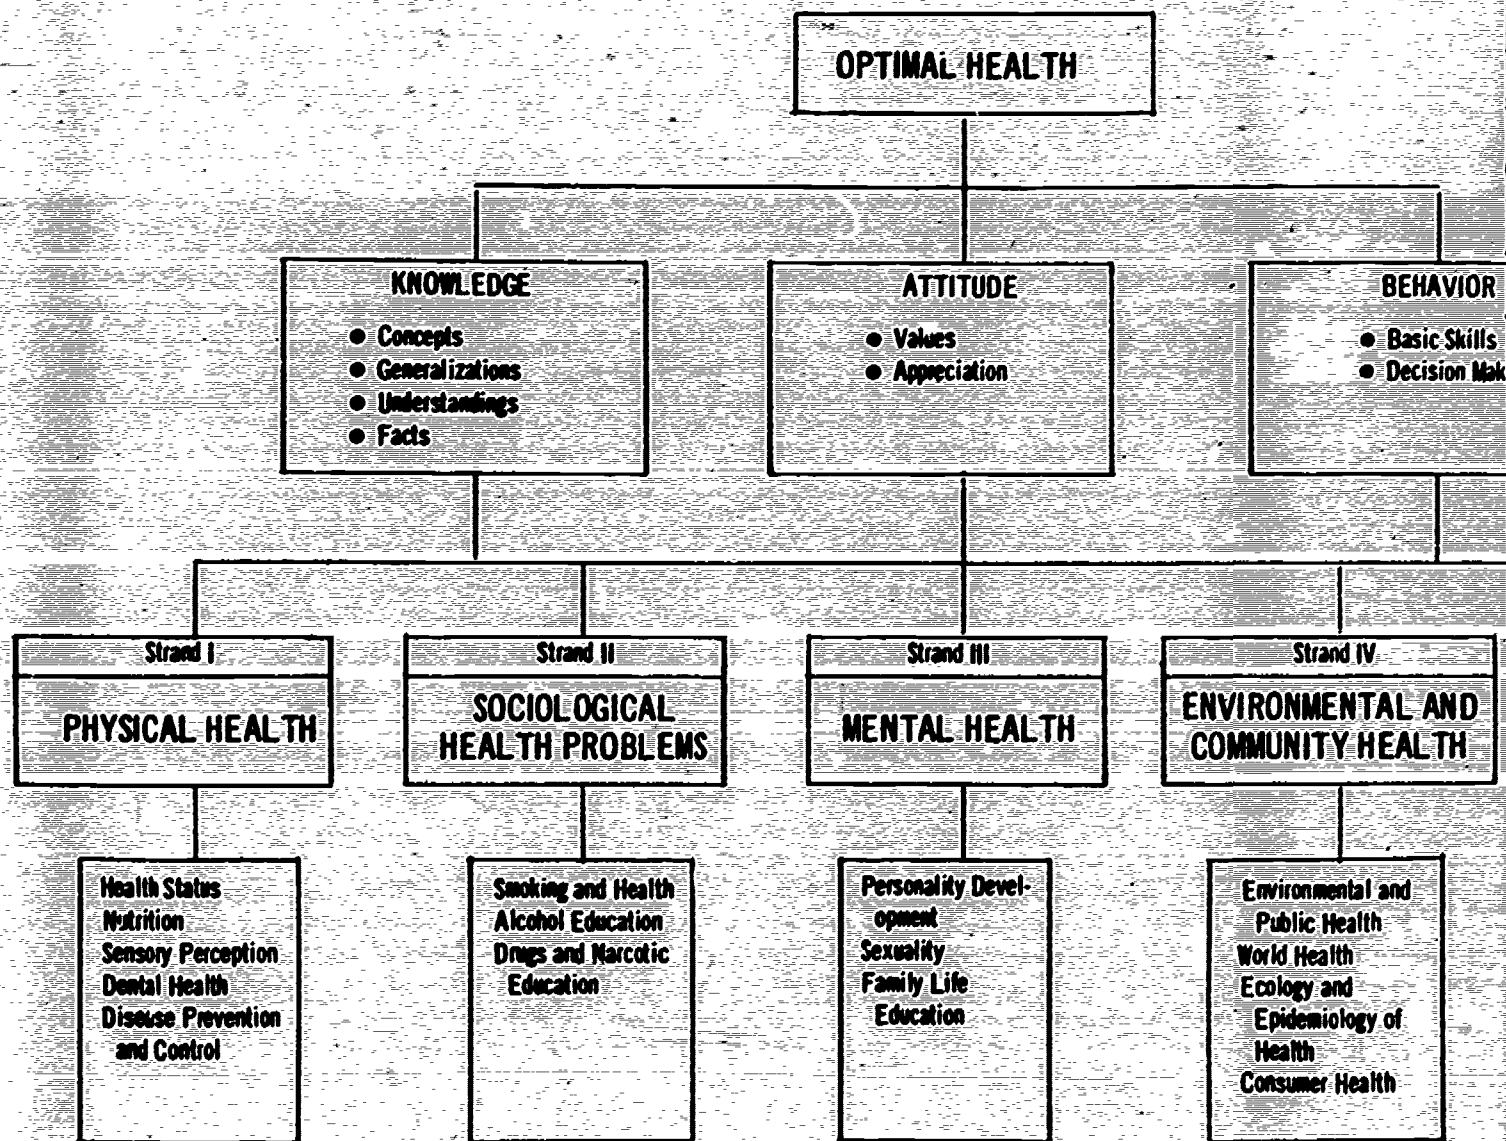 OPTIMAL HEALTH
KNOWLEDGE
● Concepts
● Generalizations
● Understandings
● Facts
ATTITUDE
● Values
● Appreciation
BEHAVIOR
● Basic Skills
● Decision Mak
Strand I
PHYSICAL HEALTH
Strand II
SOCIOLOGICAL
HEALTH PROBLEMS
Strand III
MENTAL HEALTH
Strand IV
ENVIRONMENTAL AND
COMMUNITY HEALTH
Health Status
Nutrition
Sensory Perception
Dental Health
Disease Prevention
and Control
Smoking and Health
Alcohol Education
Drugs and Narcotic
Education
Personality Devel-
opment
Sexuality
Family Life
Education
Environmental and
Public Health
World Health
Ecology and
Epidemiology of
Health
Consumer Health